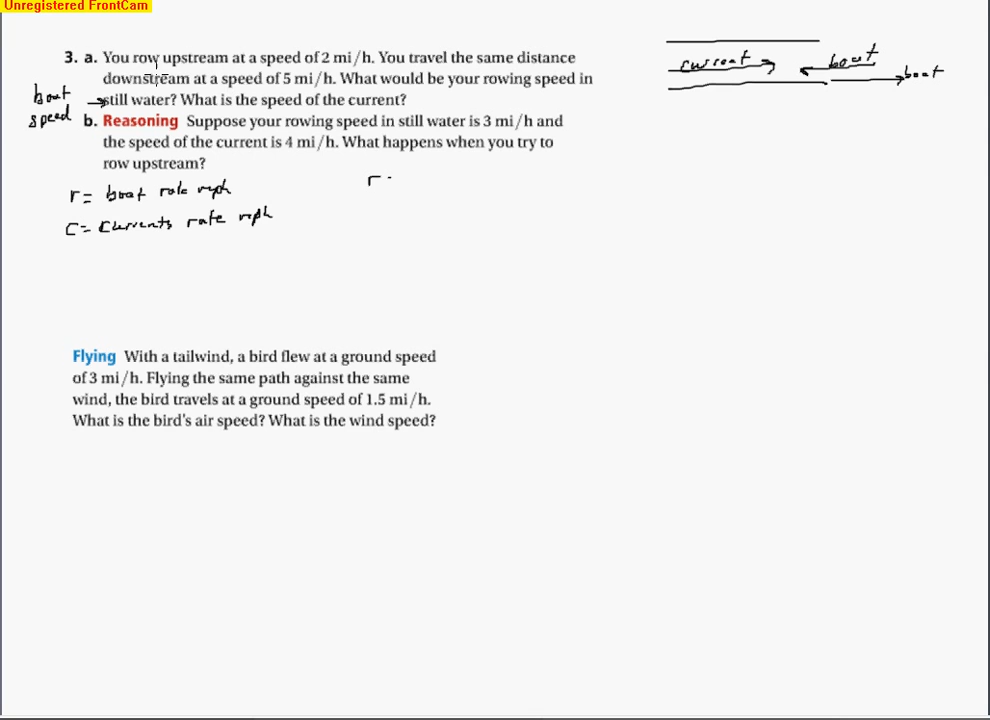 Unregistered FrontCam
3. a. You row upstream at a speed of 2 mi/h. You travel the same distance
downstream at a speed of 5 mi/h. What would be your rowing speed in
still water? What is the speed of the current?
b. Reasoning Suppose your rowing speed in still water is 3 mi/h and
the speed of the current is 4 mi/h. What happens when you try to
row upstream?
boat
speed
current
boat
boat
r = boat rate mph
r -
c = currents rate mph
Flying With a tailwind, a bird flew at a ground speed
of 3 mi/h. Flying the same path against the same
wind, the bird travels at a ground speed of 1.5 mi/h.
What is the bird's air speed? What is the wind speed?